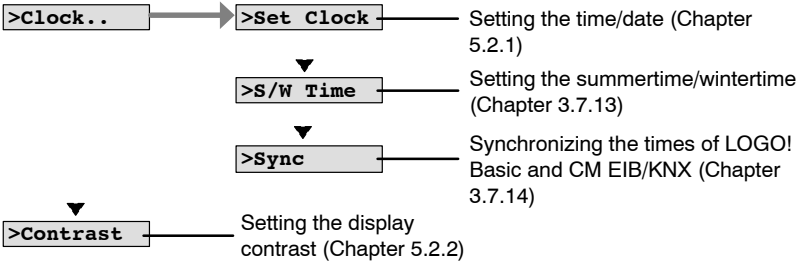 >Clock..
>Set Clock
Setting the time/date (Chapter
5.2.1)
>S/W Time
Setting the summertime/wintertime
(Chapter 3.7.13)
>Sync
Synchronizing the times of LOGO!
Basic and CM EIB/KNX (Chapter
3.7.14)
>Contrast
Setting the display
contrast (Chapter 5.2.2)